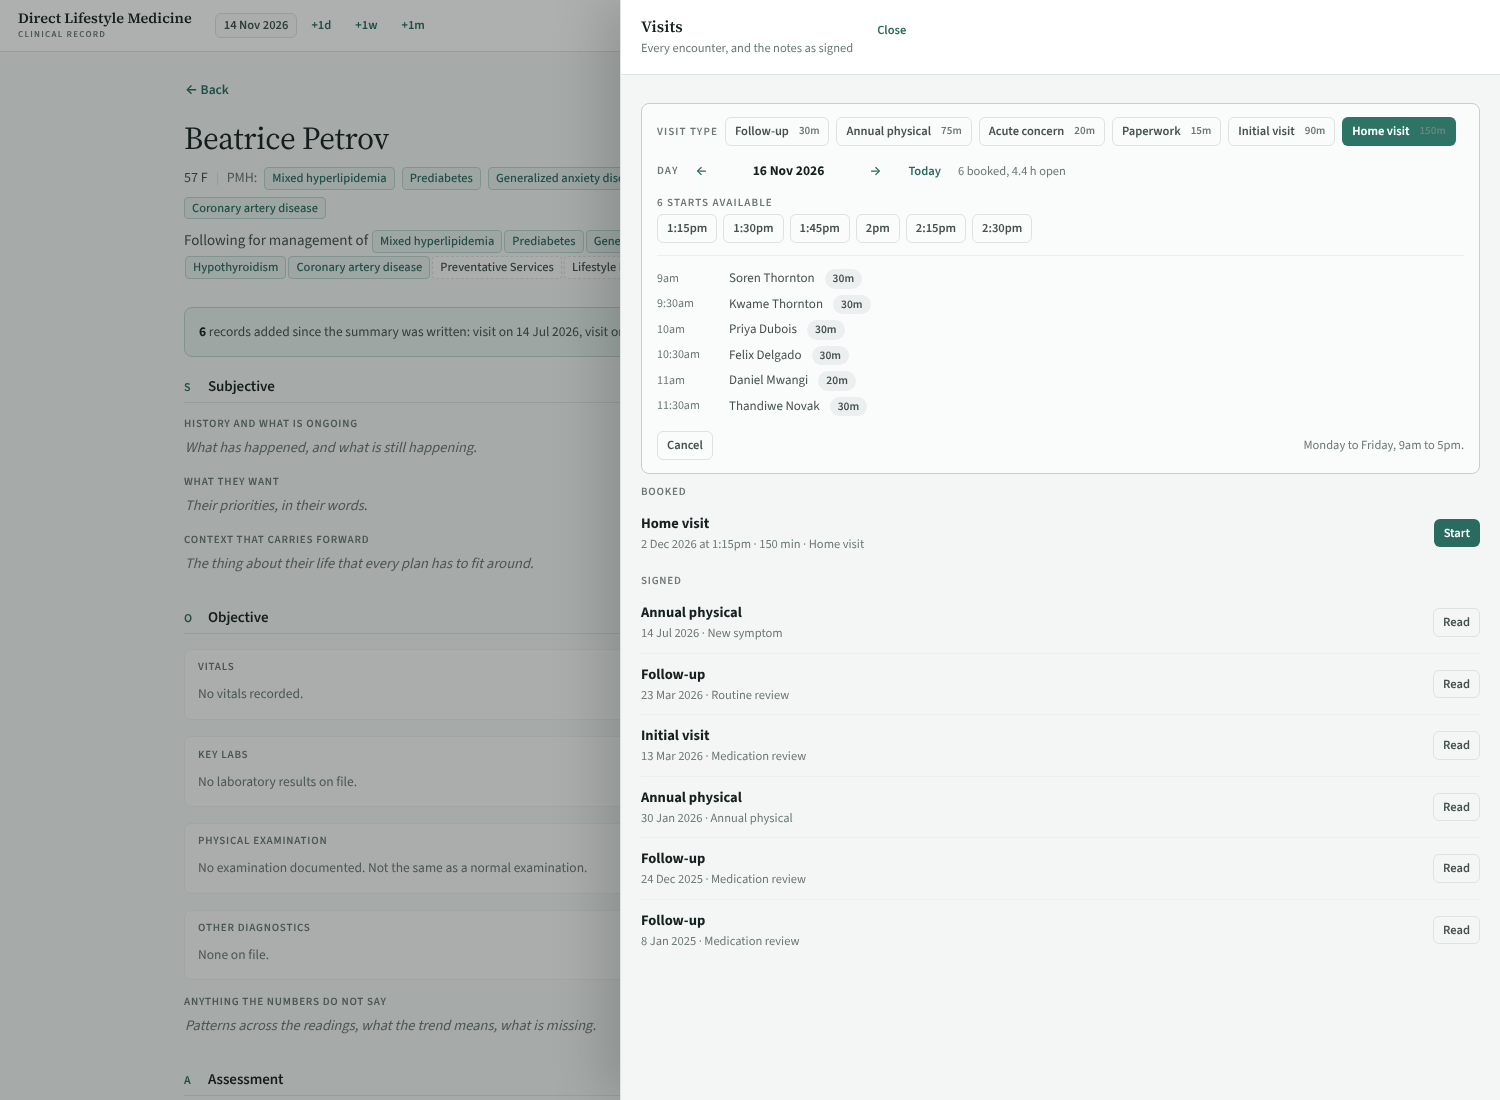 Direct Lifestyle Medicine
CLINICAL RECORD
14 Nov 2026 +1d +1w +1m
← Back
Beatrice Petrov
57 F PMH: Mixed hyperlipidemia Prediabetes Generalized anxiety
Coronary artery disease
Following for management of Mixed hyperlipidemia Prediabetes
Hypothyroidism Coronary artery disease Preventative Services Lifestyle
6 records added since the summary was written: visit on 14 Jul 2026, visit
S Subjective
HISTORY AND WHAT IS ONGOING
What has happened, and what is still happening.
WHAT THEY WANT
Their priorities, in their words.
CONTEXT THAT CARRIES FORWARD
The thing about their life that every plan has to fit around.
O Objective
VITALS
No vitals recorded.
KEY LABS
No laboratory results on file.
PHYSICAL EXAMINATION
No examination documented. Not the same as a normal examination.
OTHER DIAGNOSTICS
None on file.
ANYTHING THE NUMBERS DO NOT SAY
Patterns across the readings, what the trend means, what is missing.
A Assessment
Visits
Every encounter, and the notes as signed
Close
VISIT TYPE Follow-up 30m Annual physical 75m Acute concern 20m Paperwork 15m Initial visit 90m Home visit 150m
DAY ← 16 Nov 2026 → Today 6 booked, 4.4 h open
6 STARTS AVAILABLE
1:15pm 1:30pm 1:45pm 2pm 2:15pm 2:30pm
9am Soren Thornton 30m
9:30am Kwame Thornton 30m
10am Priya Dubois 30m
10:30am Felix Delgado 30m
11am Daniel Mwangi 20m
11:30am Thandiwe Novak 30m
Cancel Monday to Friday, 9am to 5pm.
BOOKED
Home visit
2 Dec 2026 at 1:15pm · 150 min · Home visit
Start
SIGNED
Annual physical
14 Jul 2026 · New symptom
Read
Follow-up
23 Mar 2026 · Routine review
Read
Initial visit
13 Mar 2026 · Medication review
Read
Annual physical
30 Jan 2026 · Annual physical
Read
Follow-up
24 Dec 2025 · Medication review
Read
Follow-up
8 Jan 2025 · Medication review
Read